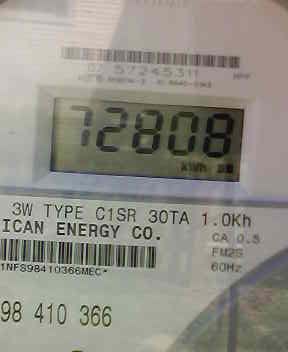 57245311
72808
3W TYPE C1SR 30TA 1.0Kh
ICAN ENERGY CO.
CA 0.5
FM2S
1NFS98410366MEC*
60Hz
98 410 366